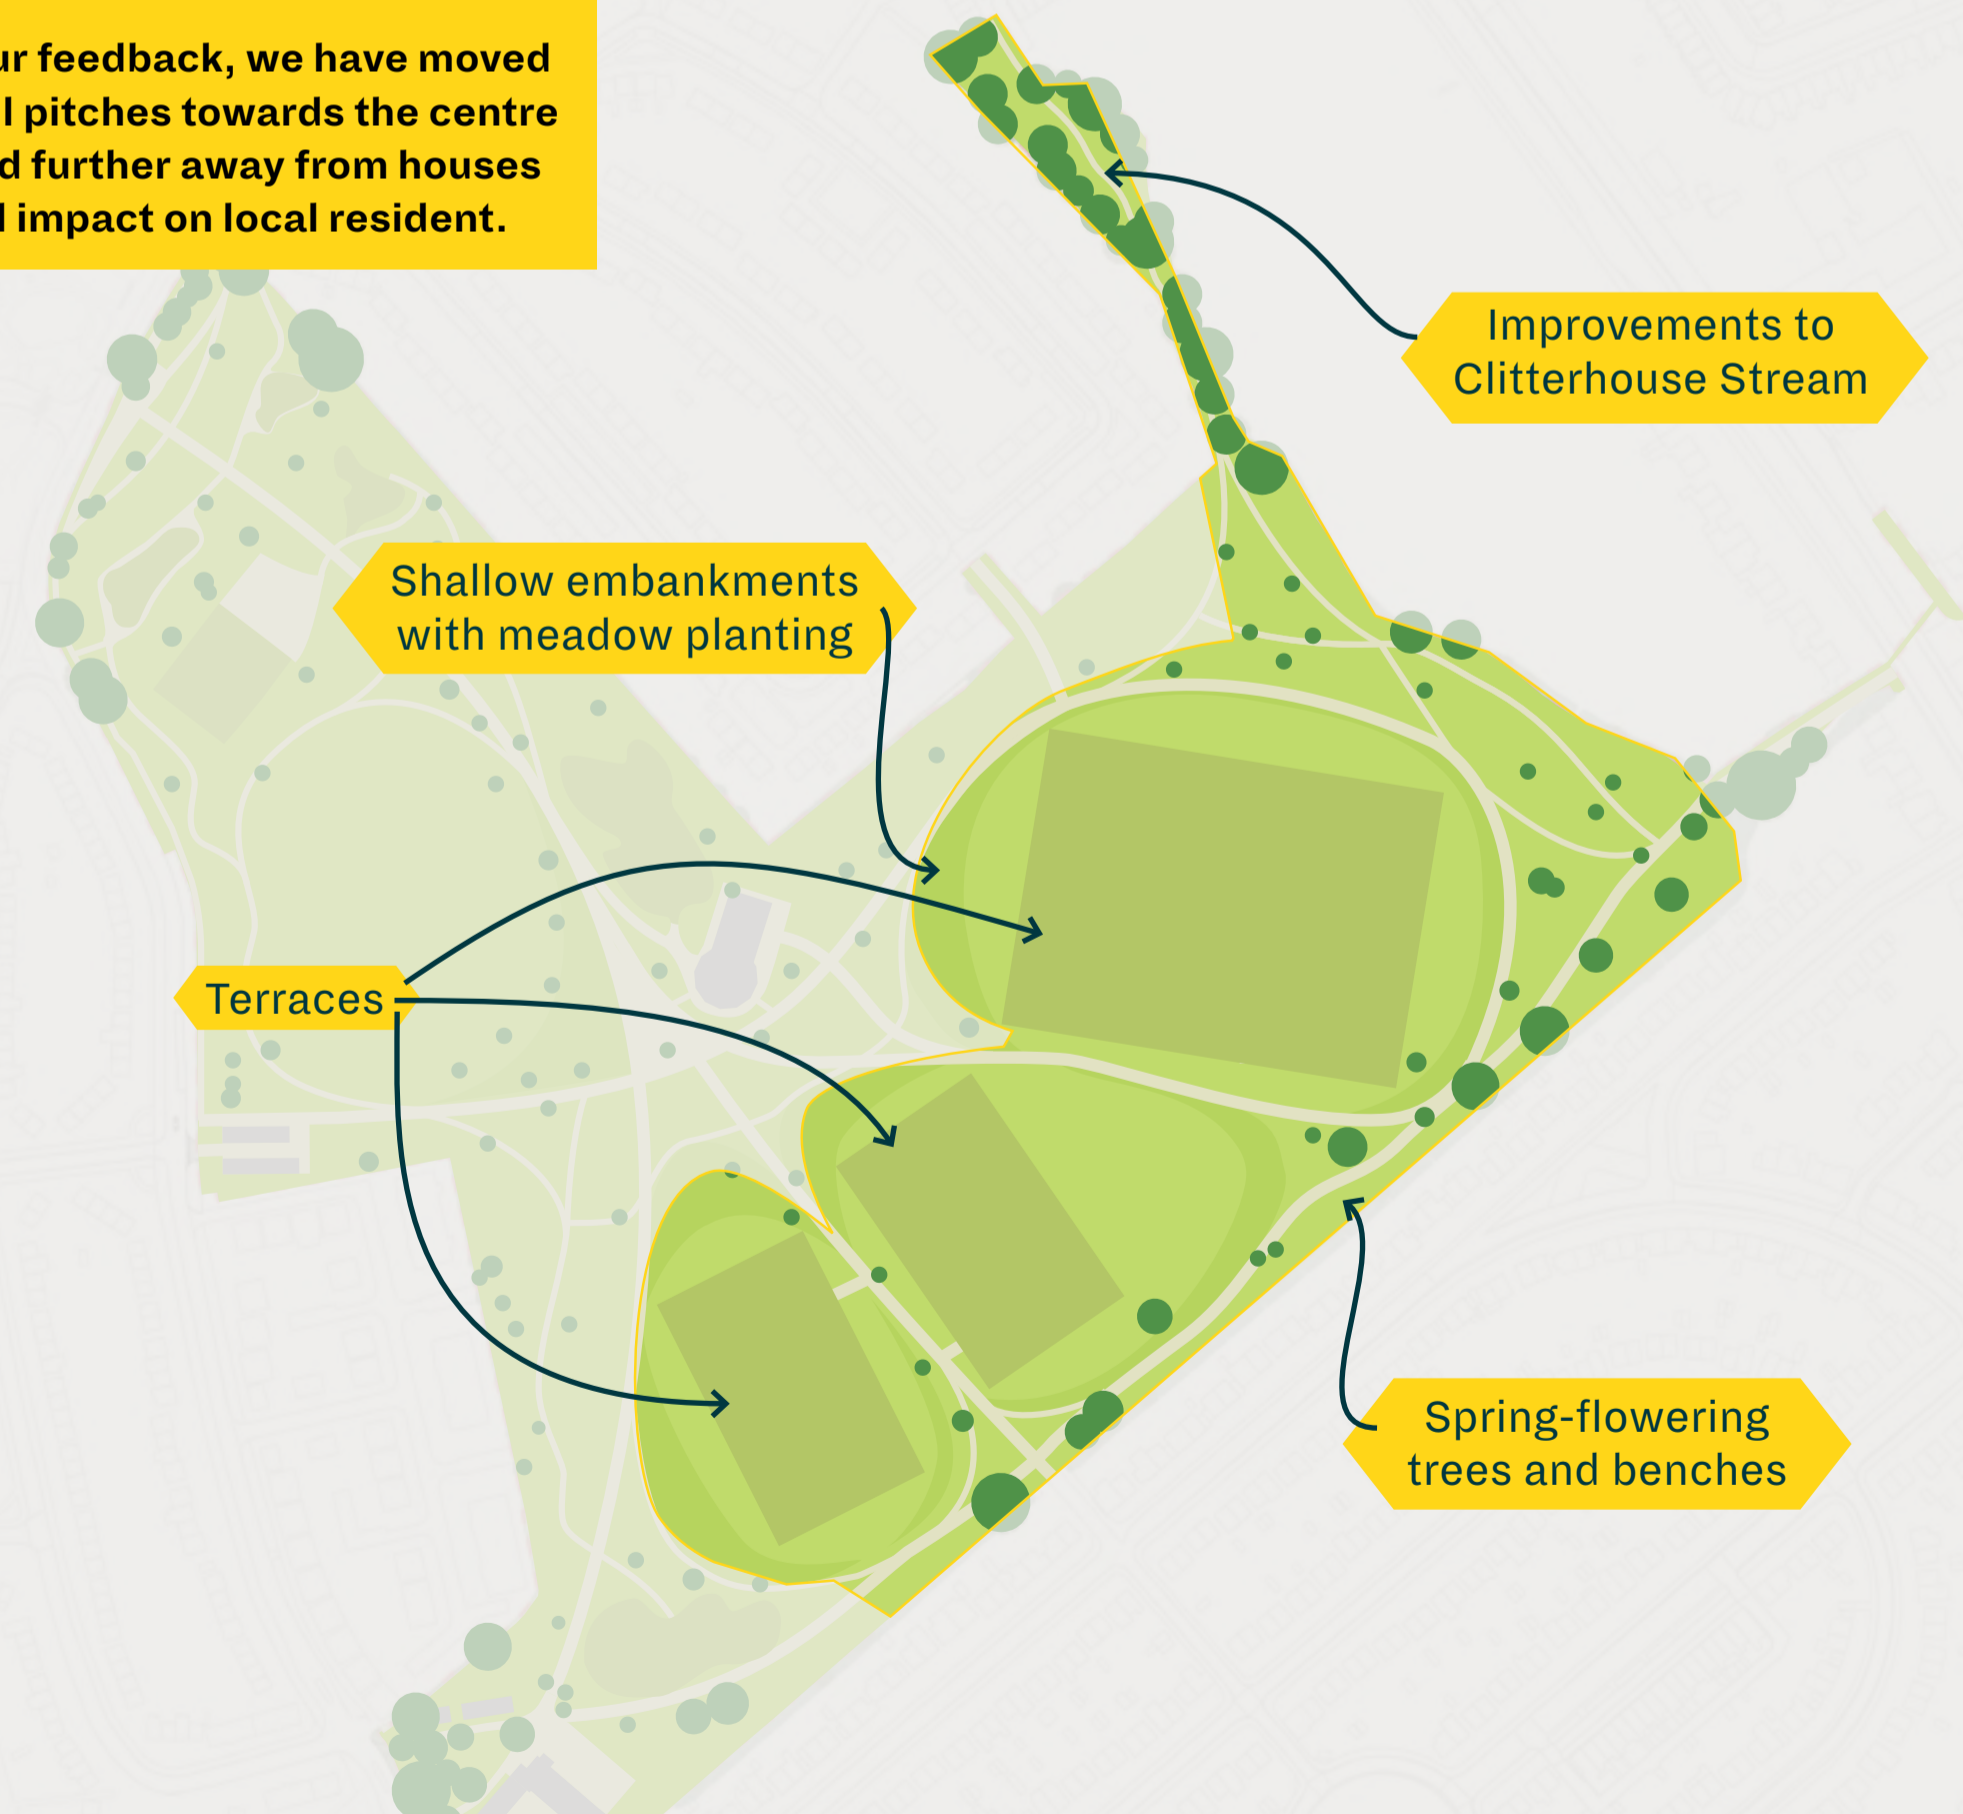 ur feedback, we have moved
l pitches towards the centre
d further away from houses
l impact on local resident.
Improvements to
Clitterhouse Stream
Shallow embankments
with meadow planting
Terraces
Spring-flowering
trees and benches